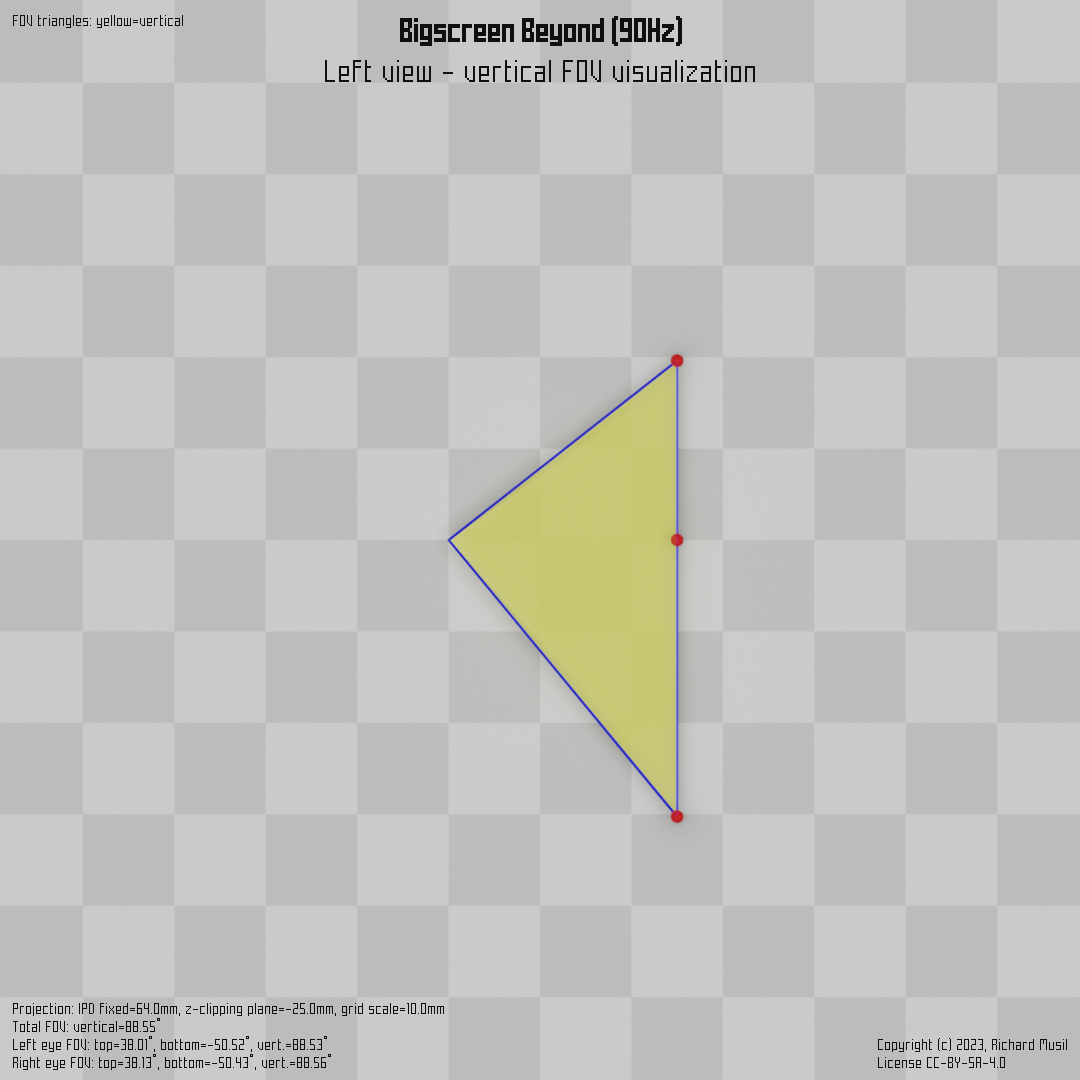 FOV triangles: yellow=vertical
Bigscreen Beyond (90Hz)
Left view - vertical FOV visualization
Projection: IPD fixed=64.0mm, z-clipping plane=-25.0mm, grid scale=10.0mm
Total FOV: vertical=88.55°
Left eye FOV: top=38.01°, bottom=-50.52°, vert.=88.53°
Right eye FOV: top=38.13°, bottom=-50.43°, vert.=88.56°
Copyright (c) 2023, Richard Musil
License CC-BY-SA-4.0